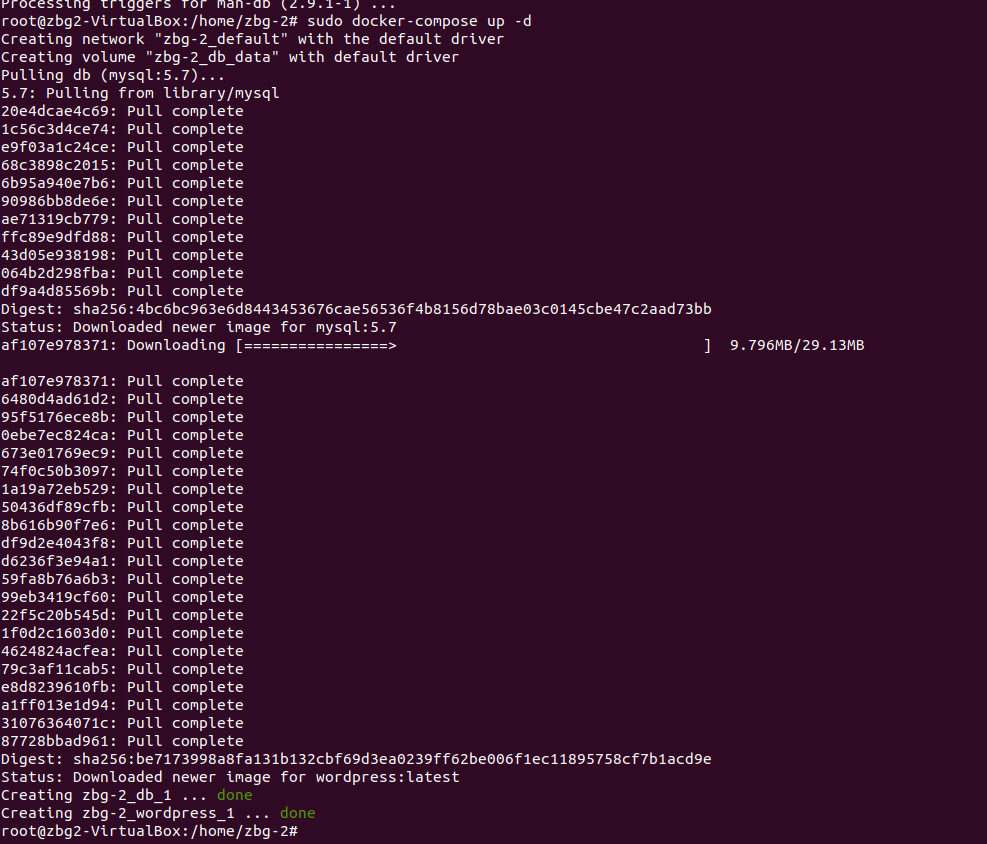 Processing triggers for man-db (2.9.1-1) ...
root@zbg2-VirtualBox:/home/zbg-2# sudo docker-compose up -d
Creating network "zbg-2_default" with the default driver
Creating volume "zbg-2_db_data" with default driver
Pulling db (mysql:5.7)...
5.7: Pulling from library/mysql
20e4dcae4c69: Pull complete
1c56c3d4ce74: Pull complete
e9f03a1c24ce: Pull complete
68c3898c2015: Pull complete
6b95a940e7b6: Pull complete
90986bb8de6e: Pull complete
ae71319cb779: Pull complete
ffc89e9dfd88: Pull complete
43d05e938198: Pull complete
064b2d298fba: Pull complete
df9a4d85569b: Pull complete
Digest: sha256:4bc6bc963e6d8443453676cae56536f4b8156d78bae03c0145cbe47c2aad73bb
Status: Downloaded newer image for mysql:5.7
af107e978371: Downloading [================>                                  ]  9.796MB/29.13MB
af107e978371: Pull complete
6480d4ad61d2: Pull complete
95f5176ece8b: Pull complete
0ebe7ec824ca: Pull complete
673e01769ec9: Pull complete
74f0c50b3097: Pull complete
1a19a72eb529: Pull complete
50436df89cfb: Pull complete
8b616b90f7e6: Pull complete
df9d2e4043f8: Pull complete
d6236f3e94a1: Pull complete
59fa8b76a6b3: Pull complete
99eb3419cf60: Pull complete
22f5c20b545d: Pull complete
1f0d2c1603d0: Pull complete
4624824acfea: Pull complete
79c3af11cab5: Pull complete
e8d8239610fb: Pull complete
a1ff013e1d94: Pull complete
31076364071c: Pull complete
87728bbad961: Pull complete
Digest: sha256:be7173998a8fa131b132cbf69d3ea0239ff62be006f1ec11895758cf7b1acd9e
Status: Downloaded newer image for wordpress:latest
Creating zbg-2_db_1 ... done
Creating zbg-2_wordpress_1 ... done
root@zbg2-VirtualBox:/home/zbg-2#